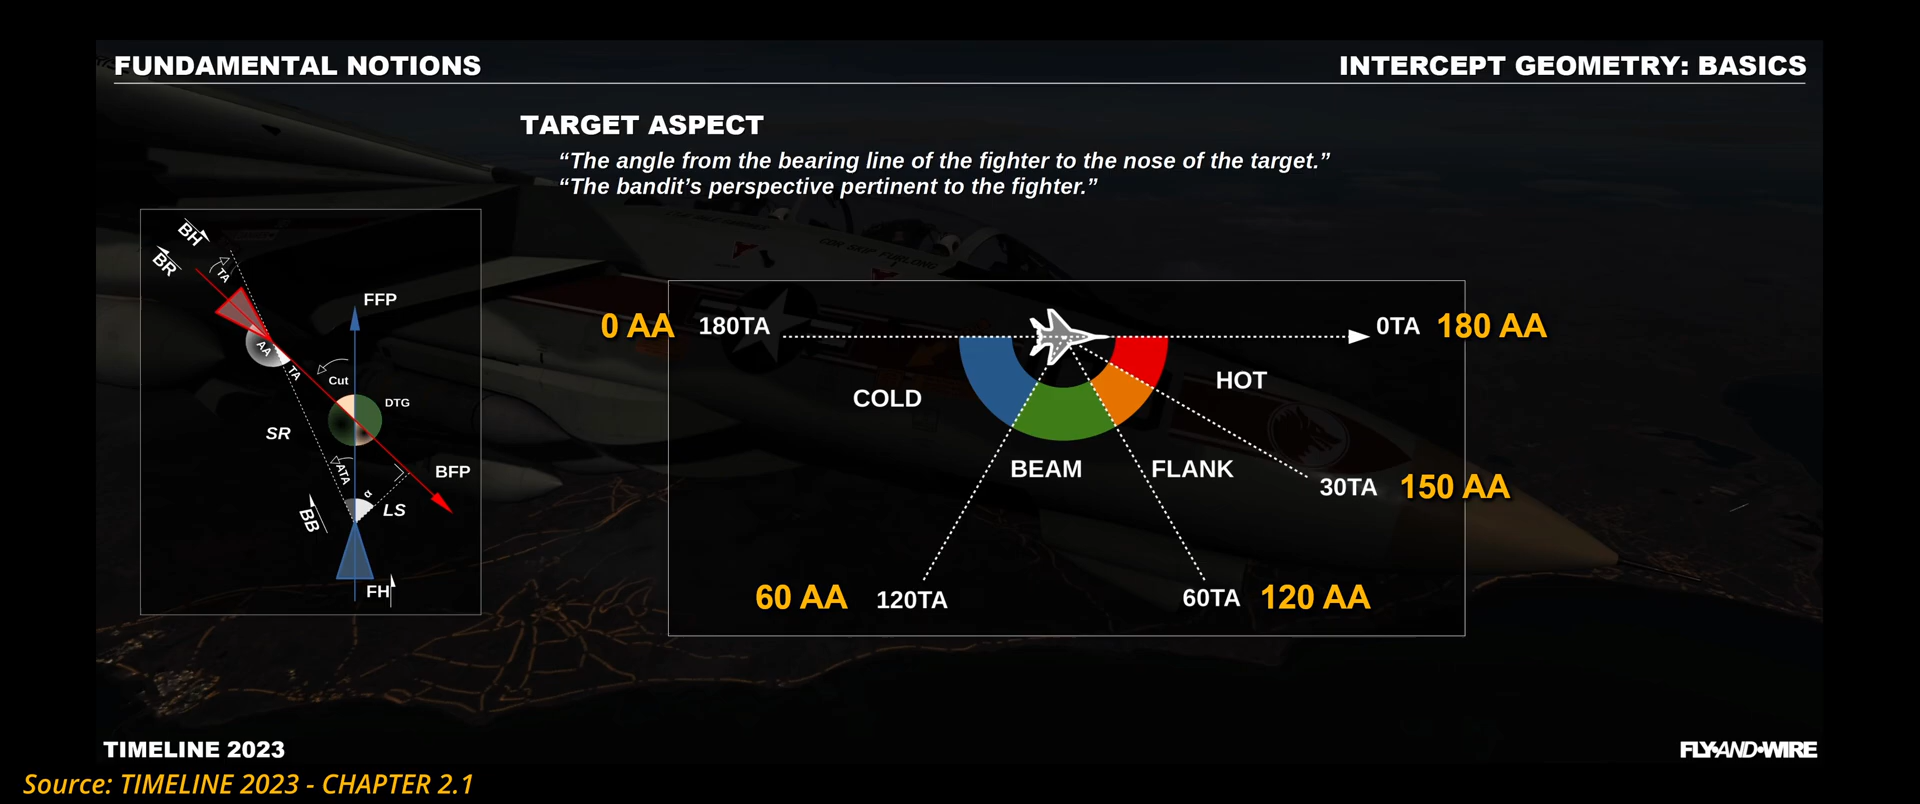 FUNDAMENTAL NOTIONS
INTERCEPT GEOMETRY: BASICS
TARGET ASPECT
“The angle from the bearing line of the fighter to the nose of the target.”
“The bandit’s perspective pertinent to the fighter.”
BH
BR
TA
FFP
AA
TA
Cut
DTG
SR
ATA
BFP
α
LS
BB
FH
0 AA 180TA
0TA 180 AA
HOT
COLD
BEAM
FLANK
30TA 150 AA
60 AA 120TA
60TA 120 AA
TIMELINE 2023
FLY•AND•WIRE
Source: TIMELINE 2023 - CHAPTER 2.1